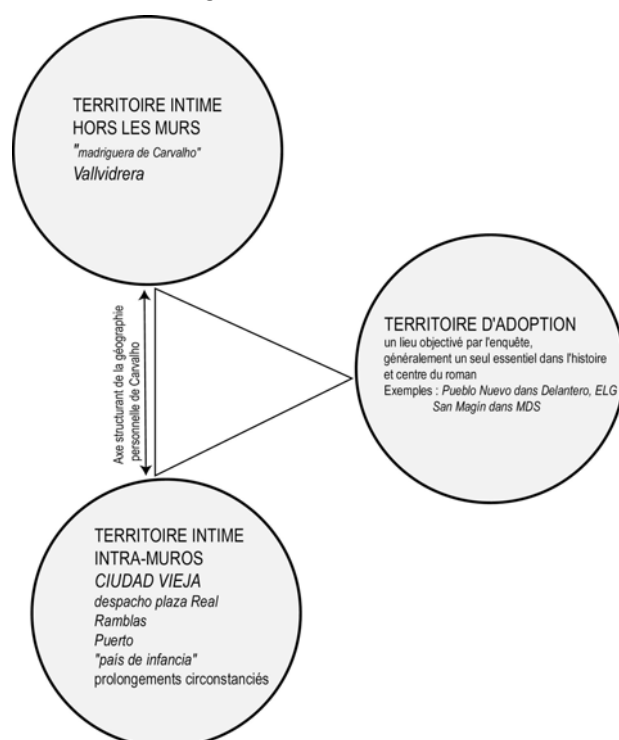 TERRITOIRE INTIME
HORS LES MURS
"madriguera de Carvalho"
Vallvidrera
Axe structurant de la géographie
personnelle de Carvalho
TERRITOIRE D'ADOPTION
un lieu objectivé par l'enquête,
généralement un seul essentiel dans l'histoire
et centre du roman
Exemples : Pueblo Nuevo dans Delantero, ELG
San Magín dans MDS
TERRITOIRE INTIME
INTRA-MUROS
CIUDAD VIEJA
despacho plaza Real
Ramblas
Puerto
"país de infancia"
prolongements circonstanciés